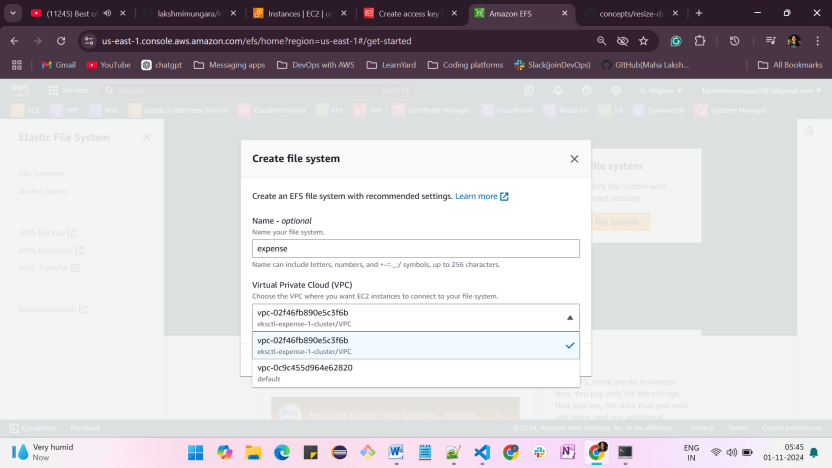 (11245) Best of
lakshmimungara/k
Instances | EC2 | us
Create access key |
Amazon EFS
concepts/resize-di
us-east-1.console.aws.amazon.com/efs/home?region=us-east-1#/get-started
Gmail
YouTube
chatgpt
Messaging apps
DevOps with AWS
LearnYard
Coding platforms
Slack(joinDevOps)
GItHub(Maha Laksh...
All Bookmarks
aws
Services
Search
[Alt+S]
N. Virginia
EC2
VPC
RDS
Elastic Kubernetes Service
CloudFormation
EFS
IAM
Certificate Manager
CloudFront
Route 53
S3
DynamoDB
Systems Manager
Elastic File System
File systems
Access points
AWS Backup
AWS DataSync
AWS Transfer
Documentation
Create file system
Create an EFS file system with recommended settings. Learn more
Name - optional
Name your file system.
expense
Name can include letters, numbers, and +-=._:/ symbols, up to 256 characters.
Virtual Private Cloud (VPC)
Choose the VPC where you want EC2 instances to connect to your file system.
vpc-02f46fb890e5c3f6b
eksctl-expense-1-cluster/VPC
vpc-02f46fb890e5c3f6b
eksctl-expense-1-cluster/VPC
vpc-0c9c455d964e62820
default
file system
EFS file system with
settings.
file system
EFS, there are no minimum
fees. You pay only for the storage
that you use, the data that you read
Amazon Elastic File System - Scalab
CloudShell
Feedback
© 2024, Amazon Web Services, Inc. or its affiliates.
Privacy
Terms
Cookie preferences
Very humid
Now
ENG
IN
05:45
01-11-2024